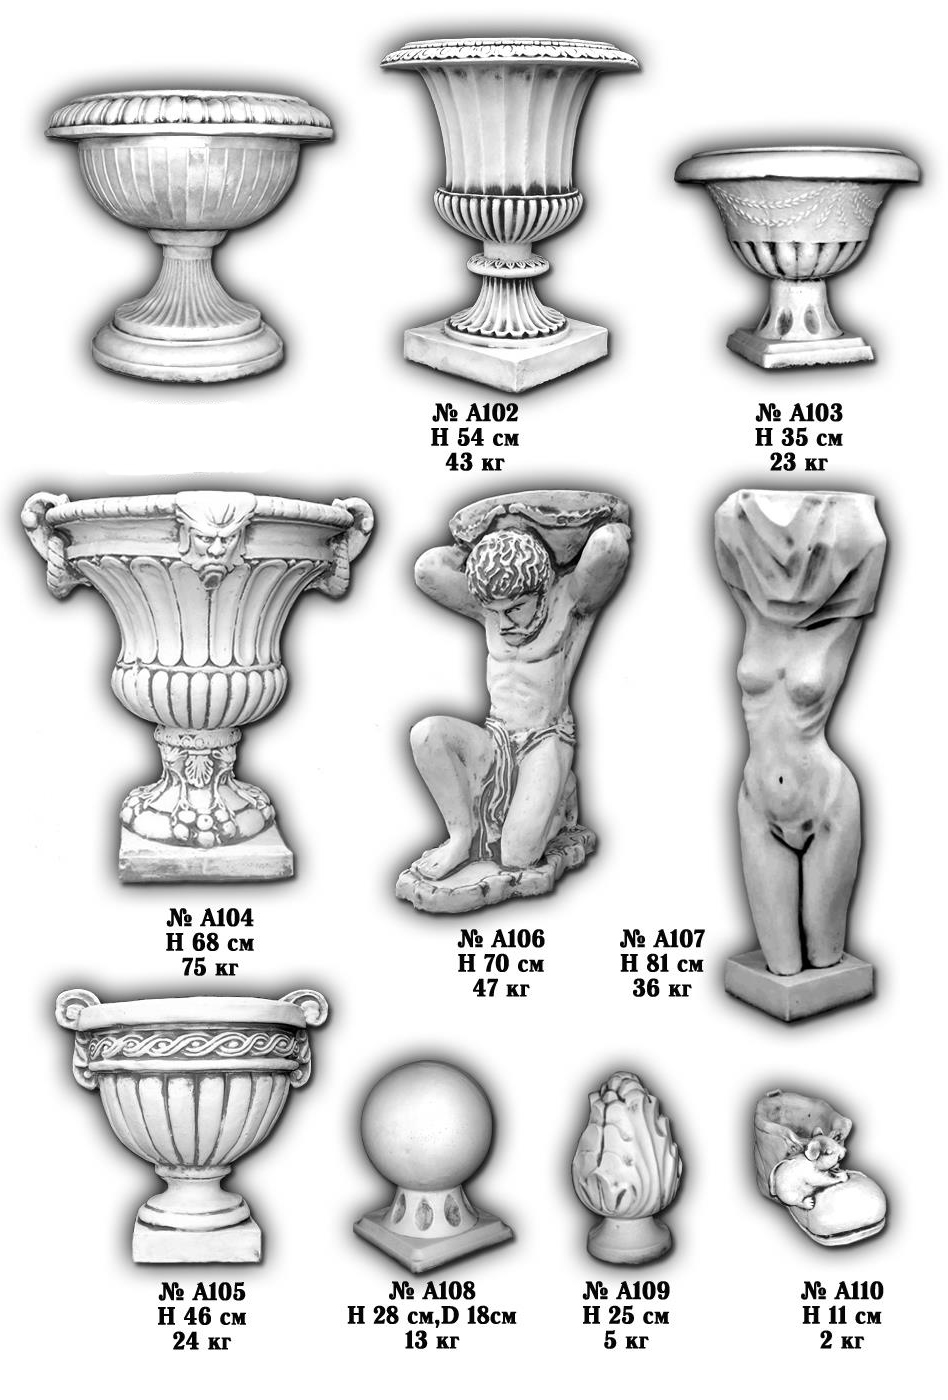 № А102
Н 54 см
43 кг
№ А103
Н 35 см
23 кг
№ А104
Н 68 см
75 кг
№ А106
Н 70 см
47 кг
№ А107
Н 81 см
36 кг
№ А105
Н 46 см
24 кг
№ А108
Н 28 см,D 18см
13 кг
№ А109
Н 25 см
5 кг
№ А110
Н 11 см
2 кг